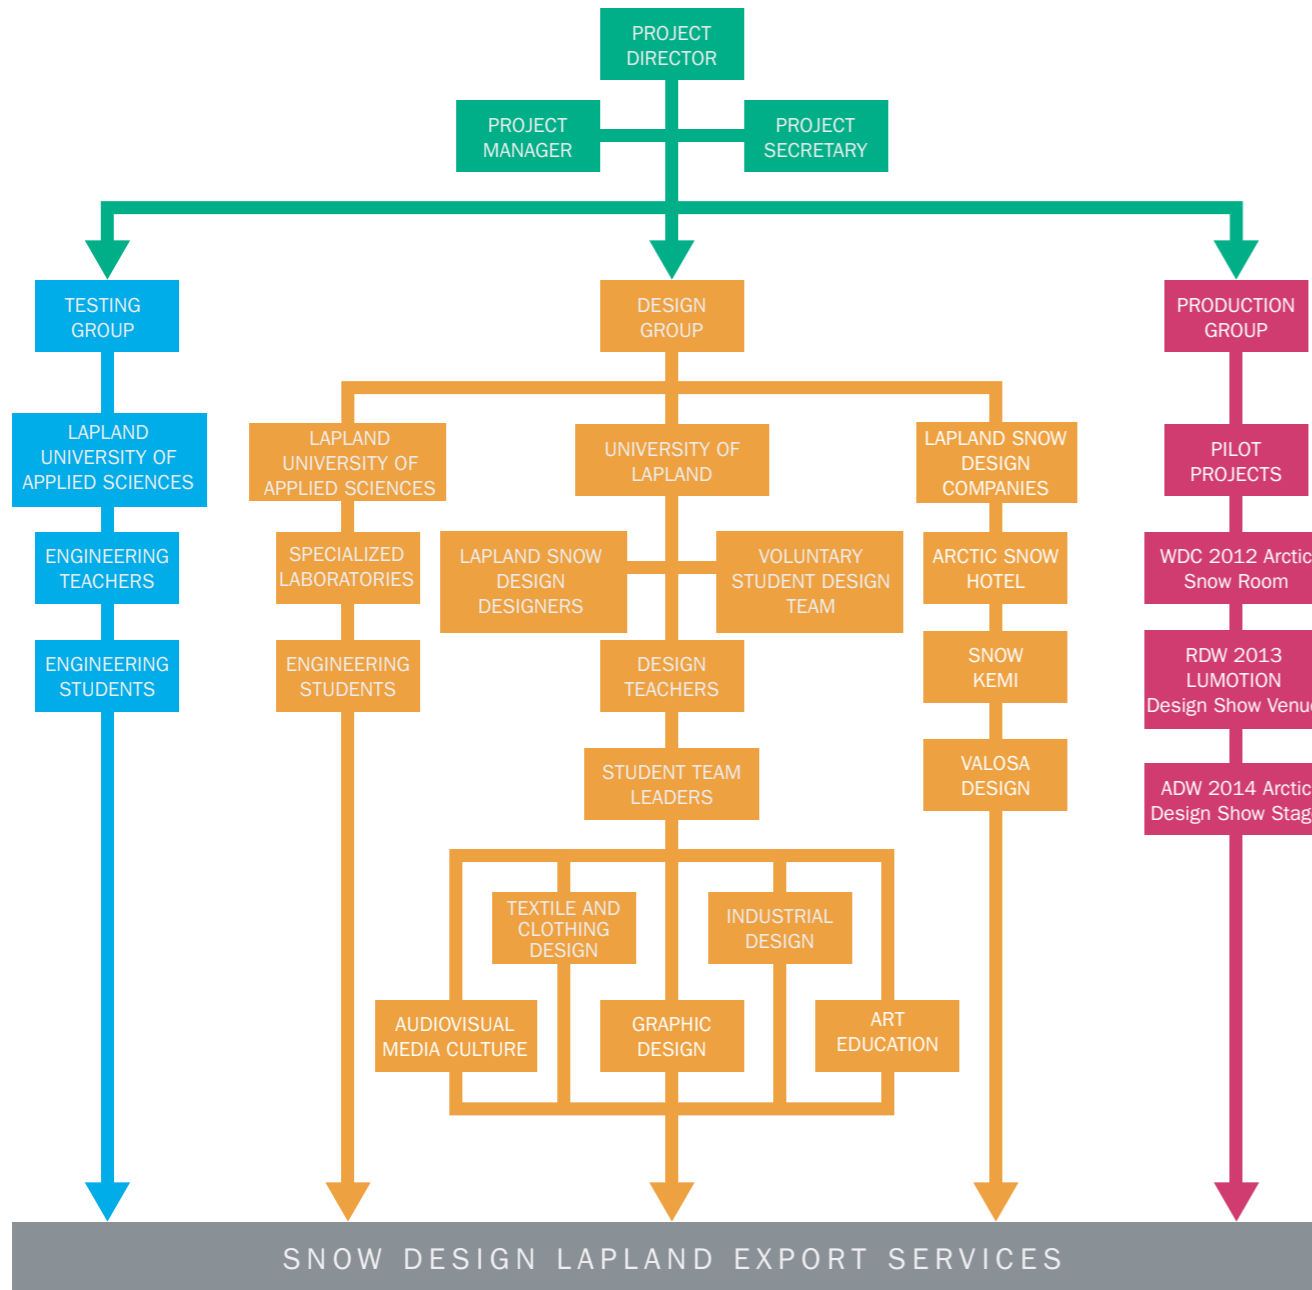 PROJECT
DIRECTOR
PROJECT
MANAGER
PROJECT
SECRETARY
TESTING
GROUP
DESIGN
GROUP
PRODUCTION
GROUP
LAPLAND
UNIVERSITY OF
APPLIED SCIENCES
LAPLAND
UNIVERSITY OF
APPLIED SCIENCES
UNIVERSITY OF
LAPLAND
LAPLAND SNOW
DESIGN
COMPANIES
PILOT
PROJECTS
ENGINEERING
TEACHERS
SPECIALIZED
LABORATORIES
LAPLAND SNOW
DESIGN
DESIGNERS
VOLUNTARY
STUDENT DESIGN
TEAM
ARCTIC SNOW
HOTEL
WDC 2012 Arctic
Snow Room
ENGINEERING
STUDENTS
ENGINEERING
STUDENTS
DESIGN
TEACHERS
SNOW
KEMI
RDW 2013
LUMOTION
Design Show Venue
STUDENT TEAM
LEADERS
VALOSA
DESIGN
ADW 2014 Arctic
Design Show Stag
TEXTILE AND
CLOTHING
DESIGN
INDUSTRIAL
DESIGN
AUDIOVISUAL
MEDIA CULTURE
GRAPHIC
DESIGN
ART
EDUCATION
SNOW DESIGN LAPLAND EXPORT SERVICES